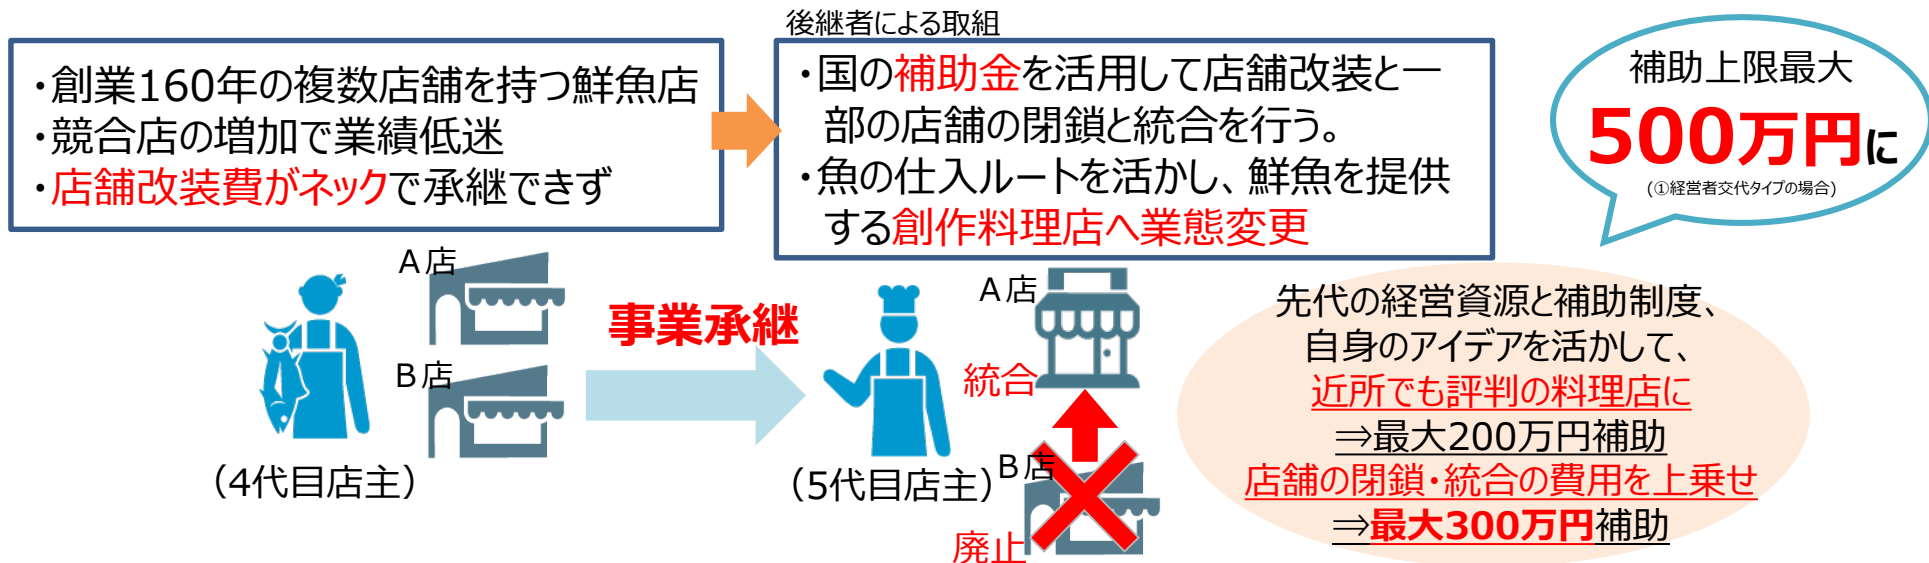 ・創業160年の複数店舗を持つ鮮魚店
・競合店の増加で業績低迷
・店舗改装費がネックで承継できず
後継者による取組
・国の補助金を活用して店舗改装と一
部の店舗の閉鎖と統合を行う。
・魚の仕入ルートを活かし、鮮魚を提供
する創作料理店へ業態変更
補助上限最大
500万円に
(①経営者交代タイプの場合)
A店
B店
(4代目店主)
事業承継
(5代目店主)
A店
統合
B店
廃止
先代の経営資源と補助制度、
自身のアイデアを活かして、
近所でも評判の料理店に
⇒最大200万円補助
店舗の閉鎖・統合の費用を上乗せ
⇒最大300万円補助